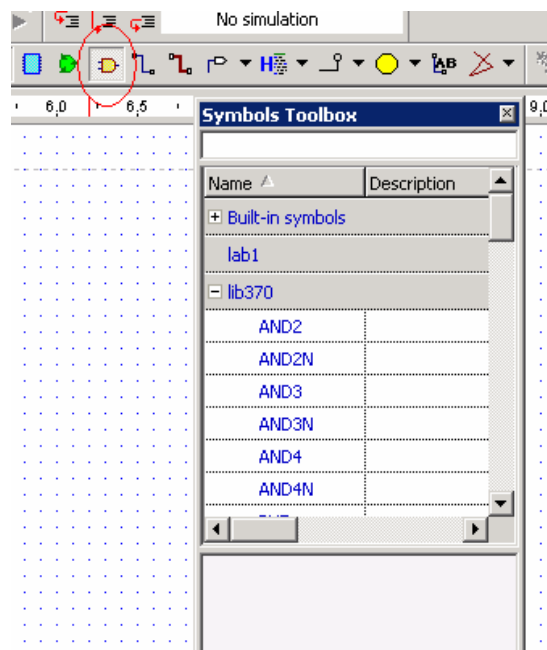 No simulation
H
AB
6,0 6,5
9,0
Symbols Toolbox
Name Description
Built-in symbols
lab1
lib370
AND2
AND2N
AND3
AND3N
AND4
AND4N